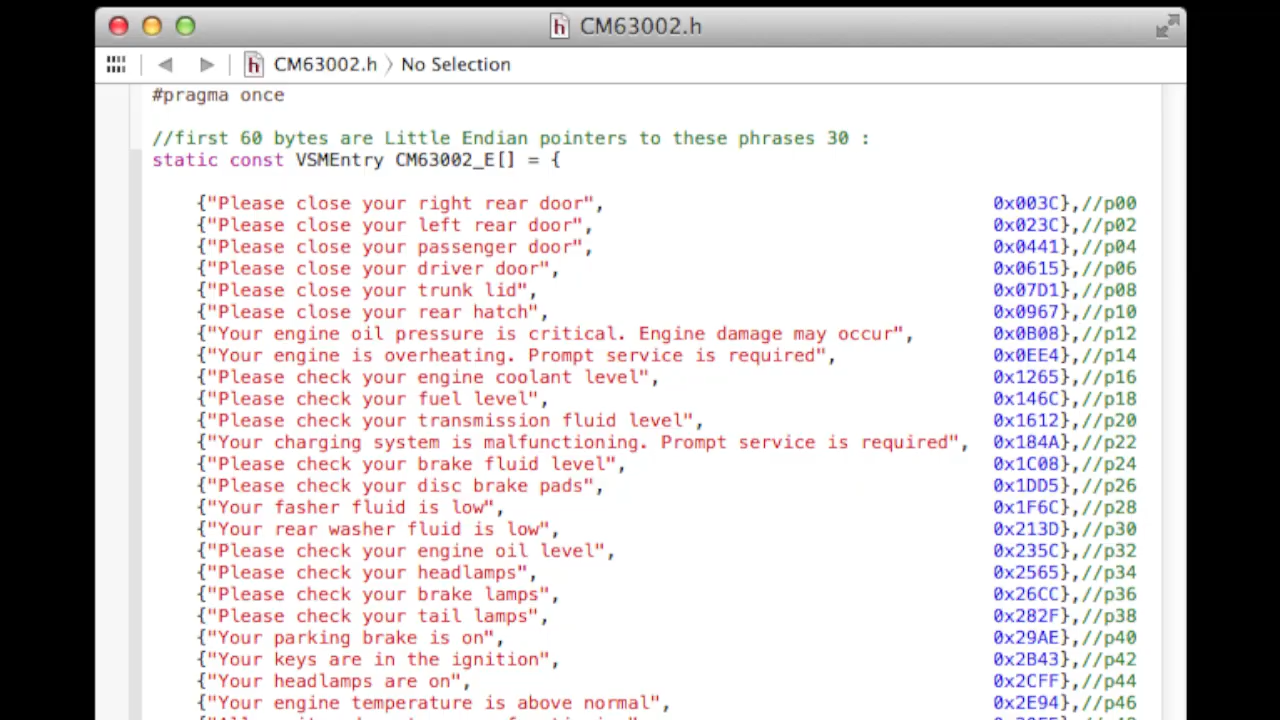 CM63002.h
CM63002.h 〉 No Selection
#pragma once
//first 60 bytes are Little Endian pointers to these phrases 30 :
static const VSMEntry CM63002_E[] = {
{"Please close your right rear door", 0x003C},//p00
{"Please close your left rear door", 0x023C},//p02
{"Please close your passenger door", 0x0441},//p04
{"Please close your driver door", 0x0615},//p06
{"Please close your trunk lid", 0x07D1},//p08
{"Please close your rear hatch", 0x0967},//p10
{"Your engine oil pressure is critical. Engine damage may occur", 0x0B08},//p12
{"Your engine is overheating. Prompt service is required", 0x0EE4},//p14
{"Please check your engine coolant level", 0x1265},//p16
{"Please check your fuel level", 0x146C},//p18
{"Please check your transmission fluid level", 0x1612},//p20
{"Your charging system is malfunctioning. Prompt service is required", 0x184A},//p22
{"Please check your brake fluid level", 0x1C08},//p24
{"Please check your disc brake pads", 0x1DD5},//p26
{"Your fasher fluid is low", 0x1F6C},//p28
{"Your rear washer fluid is low", 0x213D},//p30
{"Please check your engine oil level", 0x235C},//p32
{"Please check your headlamps", 0x2565},//p34
{"Please check your brake lamps", 0x26CC},//p36
{"Please check your tail lamps", 0x282F},//p38
{"Your parking brake is on", 0x29AE},//p40
{"Your keys are in the ignition", 0x2B43},//p42
{"Your headlamps are on", 0x2CFF},//p44
{"Your engine temperature is above normal", 0x2E94},//p46